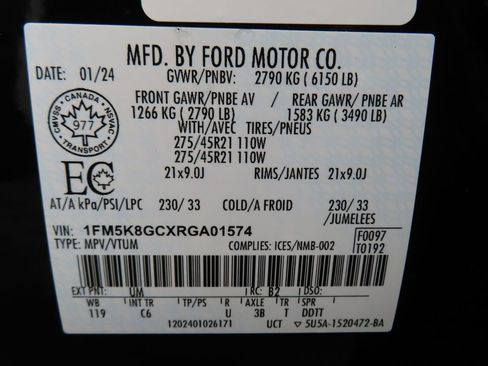 MFD. BY FORD MOTOR CO.
DATE: 01/24 GVWR/PNBV: 2790 KG ( 6150 LB)
FRONT GAWR/PNBE AV / REAR GAWR/ PNBE AR
1266 KG ( 2790 LB) 1583 KG ( 3490 LB)
WITH/AVEC TIRES/PNEUS
275/45R21 110W
275/45R21 110W
21x9.0J RIMS/JANTES 21x9.0J
CANADA
CMVSS NSVAC
977
TRANSPORT
EC
AT/A kPa/PSI/LPC 230/ 33 COLD/A FROID 230/ 33
/JUMELEES
VIN: 1FM5K8GCXRGA01574 F0097
TYPE: MPV/VTUM COMPLIES: ICES/NMB-002 T0192
EXT PNT: UM RC: B2
WB INT TR TP/PS R AXLE TR SPR
119 C6 U 3B T DDTT
1202401026171 UCT 5U5A-1520472-BA